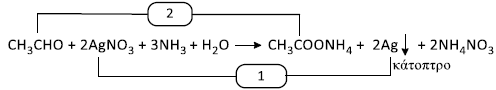 2
CH₃CHO + 2AgNO₃ + 3NH₃ + H₂O → CH₃COONH₄ + 2Ag↓ + 2NH₄NO₃
κάτοπτρο
1